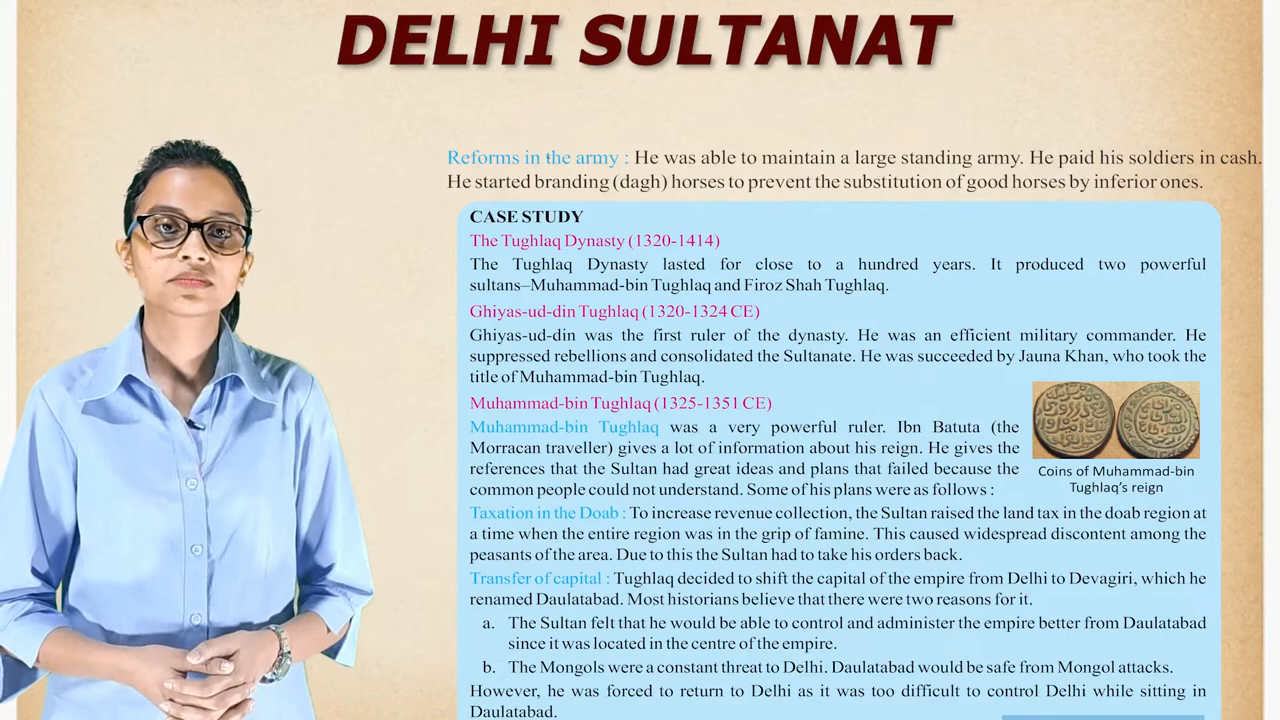 DELHI SULTANAT
Reforms in the army : He was able to maintain a large standing army. He paid his soldiers in cash.
He started branding (dagh) horses to prevent the substitution of good horses by inferior ones.
CASE STUDY
The Tughlaq Dynasty (1320-1414)
The Tughlaq Dynasty lasted for close to a hundred years. It produced two powerful
sultans–Muhammad-bin Tughlaq and Firoz Shah Tughlaq.
Ghiyas-ud-din Tughlaq (1320-1324 CE)
Ghiyas-ud-din was the first ruler of the dynasty. He was an efficient military commander. He
suppressed rebellions and consolidated the Sultanate. He was succeeded by Jauna Khan, who took the
title of Muhammad-bin Tughlaq.
Muhammad-bin Tughlaq (1325-1351 CE)
Muhammad-bin Tughlaq was a very powerful ruler. Ibn Batuta (the
Morracan traveller) gives a lot of information about his reign. He gives the
references that the Sultan had great ideas and plans that failed because the
common people could not understand. Some of his plans were as follows :
Coins of Muhammad-bin
Tughlaq's reign
Taxation in the Doab : To increase revenue collection, the Sultan raised the land tax in the doab region at
a time when the entire region was in the grip of famine. This caused widespread discontent among the
peasants of the area. Due to this the Sultan had to take his orders back.
Transfer of capital : Tughlaq decided to shift the capital of the empire from Delhi to Devagiri, which he
renamed Daulatabad. Most historians believe that there were two reasons for it.
a. The Sultan felt that he would be able to control and administer the empire better from Daulatabad
since it was located in the centre of the empire.
b. The Mongols were a constant threat to Delhi. Daulatabad would be safe from Mongol attacks.
However, he was forced to return to Delhi as it was too difficult to control Delhi while sitting in
Daulatabad.